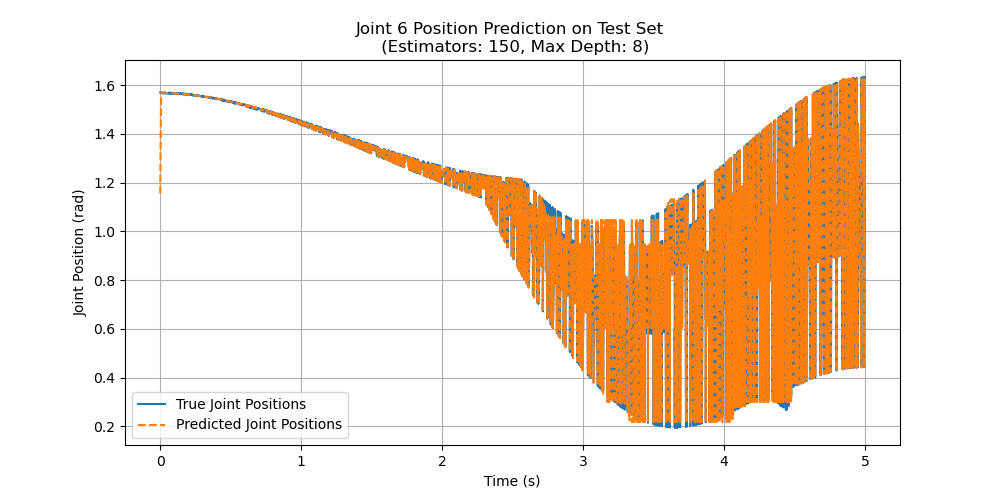 Joint 6 Position Prediction on Test Set
(Estimators: 150, Max Depth: 8)
Joint Position (rad)
1.6
1.4
1.2
1.0
0.8
0.6
0.4
0.2
True Joint Positions
Predicted Joint Positions
0 1 2 3 4 5
Time (s)